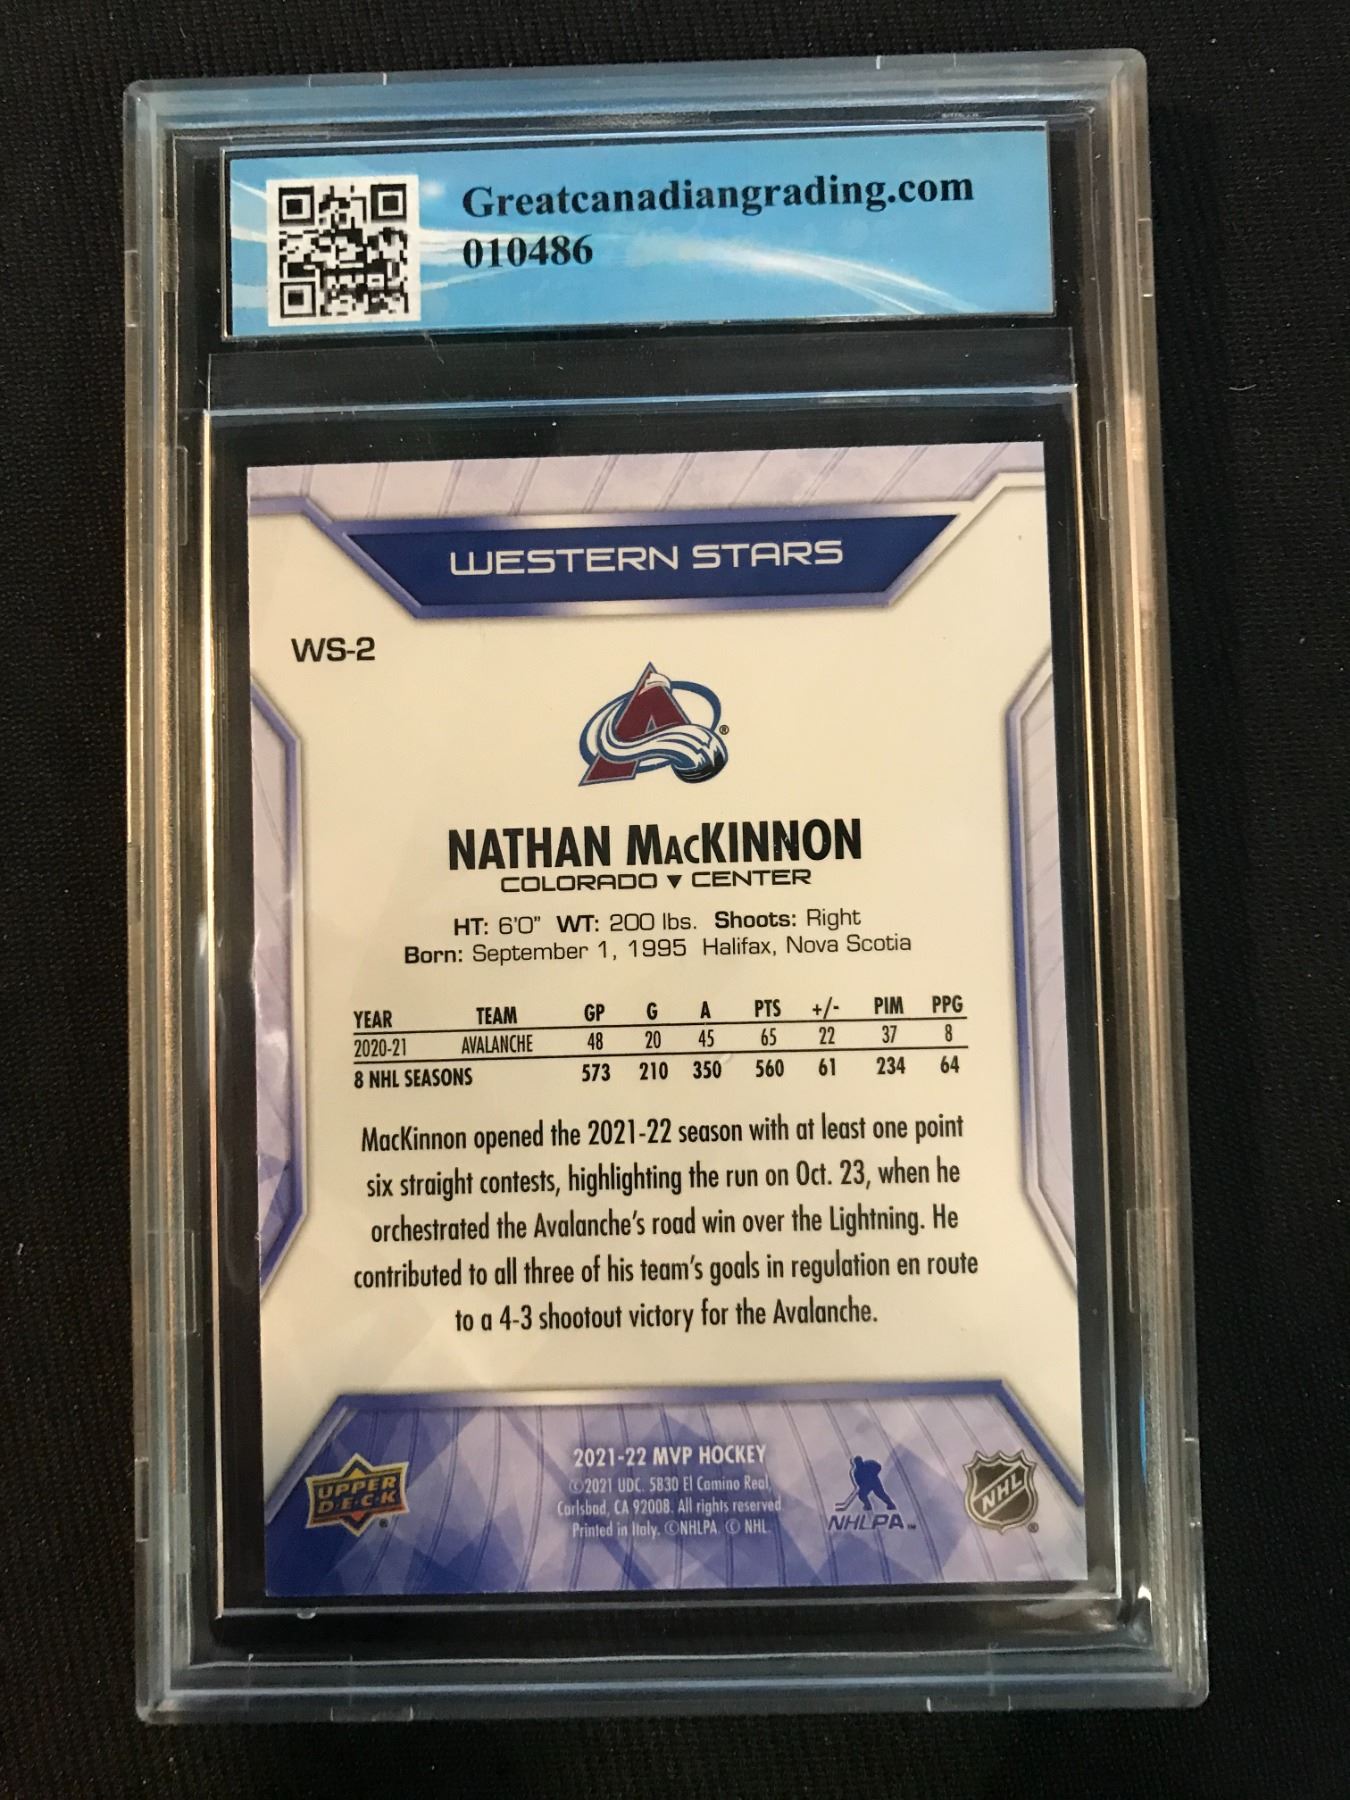 Greatcanadiangrading.com
010486
WESTERN STARS
WS-2
®
NATHAN MacKINNON
COLORADO ▼ CENTER
HT: 6'0" WT: 200 lbs. Shoots: Right
Born: September 1, 1995 Halifax, Nova Scotia
YEAR TEAM GP G A PTS +/- PIM PPG
2020-21 AVALANCHE 48 20 45 65 22 37 8
8 NHL SEASONS 573 210 350 560 61 234 64
MacKinnon opened the 2021-22 season with at least one point
six straight contests, highlighting the run on Oct. 23, when he
orchestrated the Avalanche's road win over the Lightning. He
contributed to all three of his team's goals in regulation en route
to a 4-3 shootout victory for the Avalanche.
2021-22 MVP HOCKEY
©2021 UDC. 5830 El Camino Real,
Carlsbad, CA 92008. All rights reserved.
Printed in Italy. ©NHLPA. © NHL.
UPPER
D·E·C·K ®
NHLPA™
NHL ®